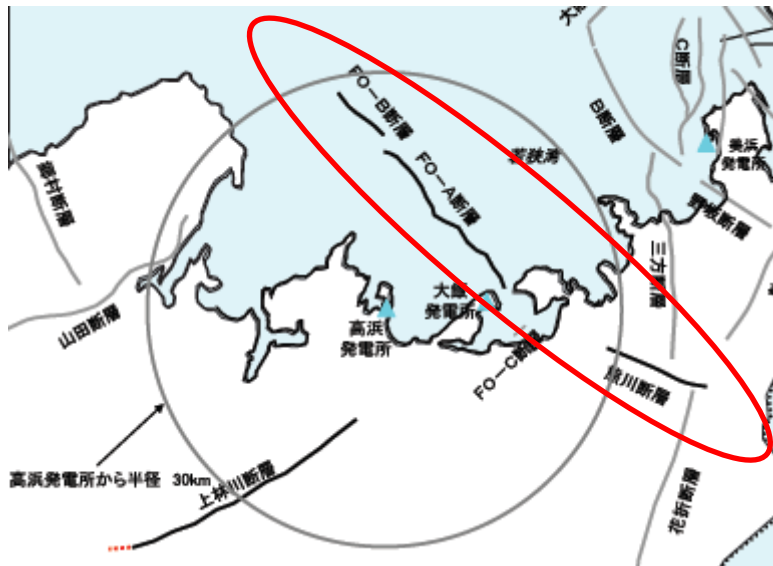 大
C断層
B断層
FO－B断層
FO－A断層
若狭湾
美浜
発電所
野坂断層
三方断層
郷村断層
山田断層
大飯
発電所
高浜
発電所
FO－C断層
熊川断層
高浜発電所から半径 30km
上林川断層
花折断層